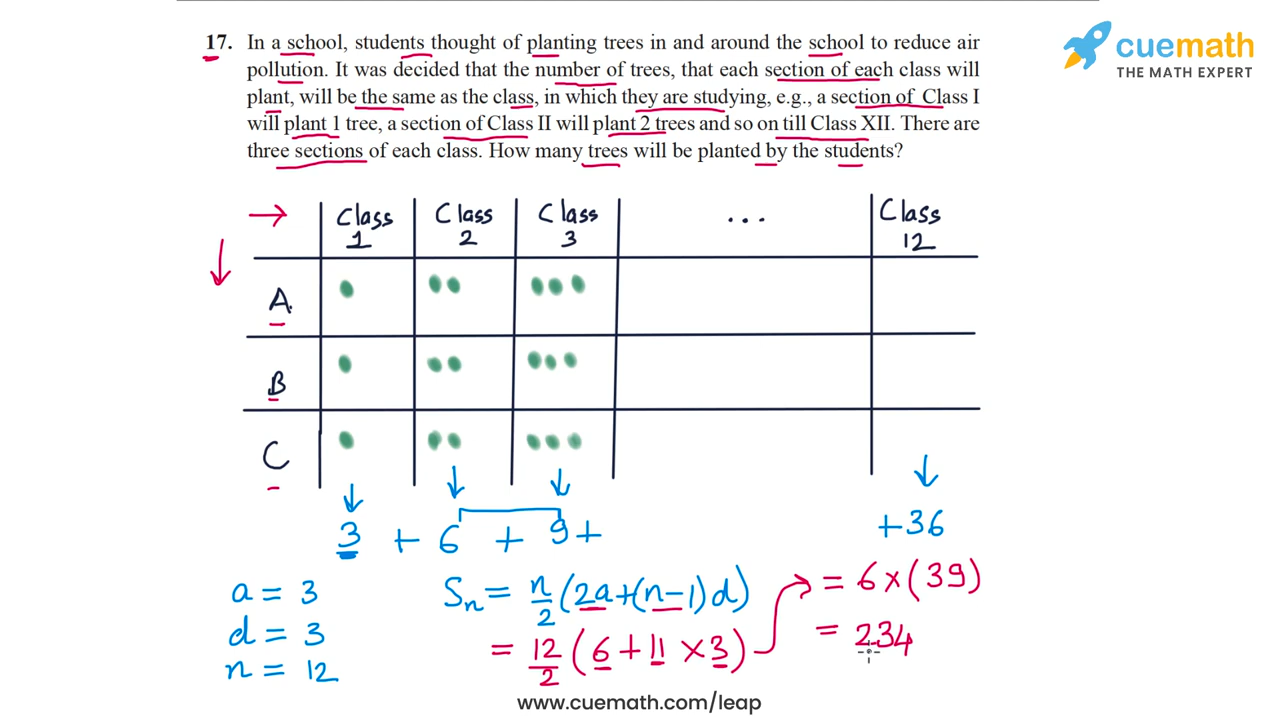 17. In a school, students thought of planting trees in and around the school to reduce air
pollution. It was decided that the number of trees, that each section of each class will
plant, will be the same as the class, in which they are studying, e.g., a section of Class I
will plant 1 tree, a section of Class II will plant 2 trees and so on till Class XII. There are
three sections of each class. How many trees will be planted by the students?
cuemath
THE MATH EXPERT
→ Class 1 Class 2 Class 3 ... Class 12
↓
A.
B
C
↓ ↓ ↓ ↓
3 + 6 + 9 + +36
a = 3
d = 3
n = 12
Sn = n/2 (2a+(n-1)d)
= 12/2 (6 + 11 × 3)
= 6 × (39)
= 234
www.cuemath.com/leap